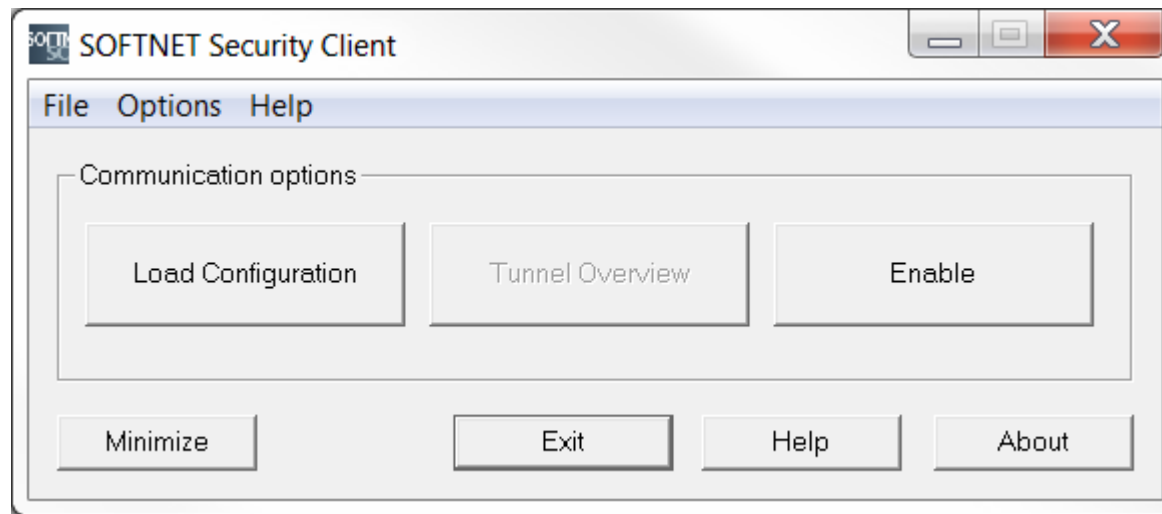 SOFTNET Security Client
File Options Help
Communication options
Load Configuration Tunnel Overview Enable
Minimize Exit Help About